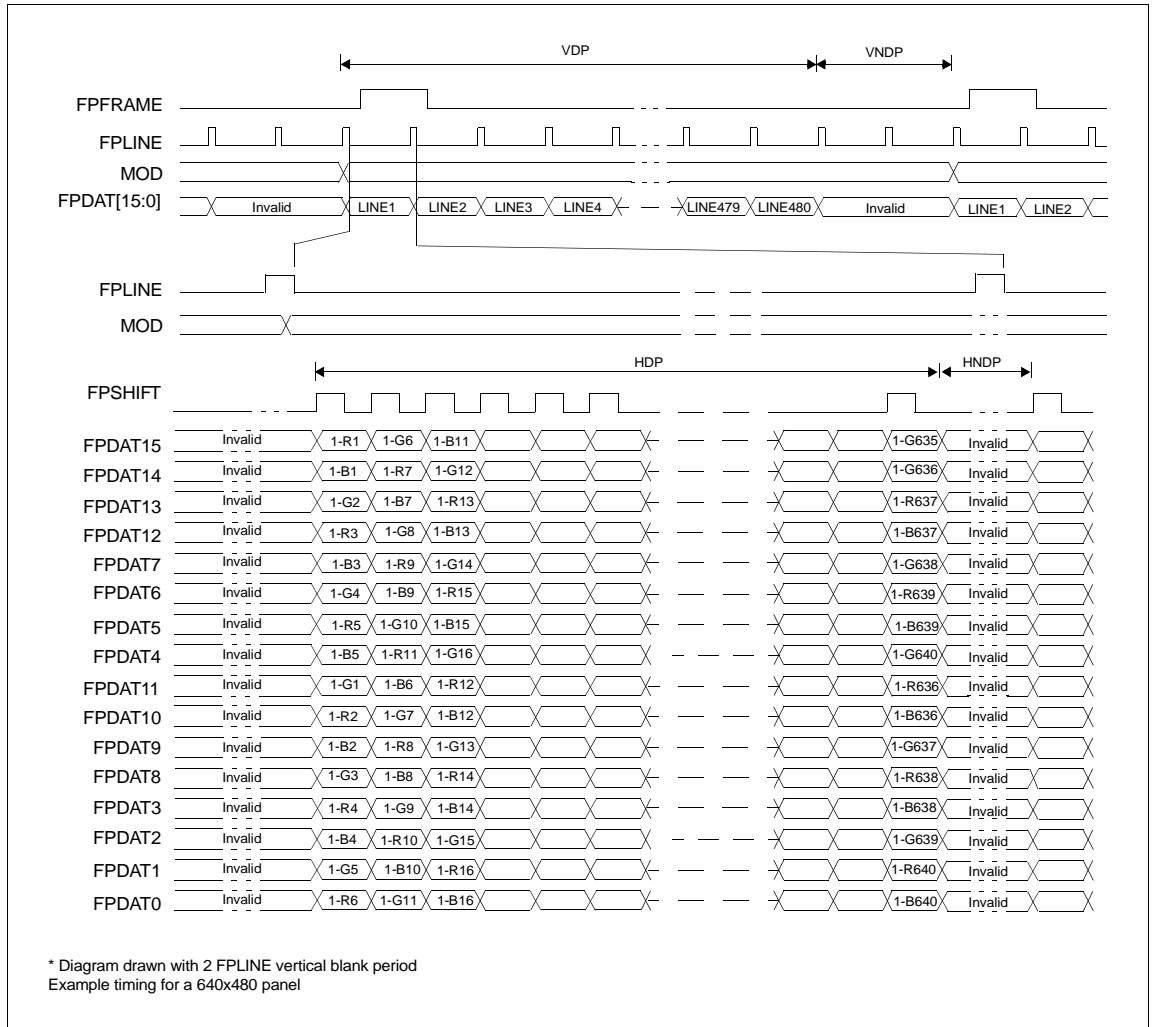 VDP VNDP
FPFRAME
FPLINE
MOD
FPDAT[15:0] Invalid LINE1 LINE2 LINE3 LINE4 LINE479 LINE480 Invalid LINE1 LINE2
FPLINE
MOD
HDP HNDP
FPSHIFT
FPDAT15 Invalid 1-R1 1-G6 1-B11 1-G635 Invalid
FPDAT14 Invalid 1-B1 1-R7 1-G12 1-G636 Invalid
FPDAT13 Invalid 1-G2 1-B7 1-R13 1-R637 Invalid
FPDAT12 Invalid 1-R3 1-G8 1-B13 1-B637 Invalid
FPDAT7 Invalid 1-B3 1-R9 1-G14 1-G638 Invalid
FPDAT6 Invalid 1-G4 1-B9 1-R15 1-R639 Invalid
FPDAT5 Invalid 1-R5 1-G10 1-B15 1-B639 Invalid
FPDAT4 Invalid 1-B5 1-R11 1-G16 1-G640 Invalid
FPDAT11 Invalid 1-G1 1-B6 1-R12 1-R636 Invalid
FPDAT10 Invalid 1-R2 1-G7 1-B12 1-B636 Invalid
FPDAT9 Invalid 1-B2 1-R8 1-G13 1-G637 Invalid
FPDAT8 Invalid 1-G3 1-B8 1-R14 1-R638 Invalid
FPDAT3 Invalid 1-R4 1-G9 1-B14 1-B638 Invalid
FPDAT2 Invalid 1-B4 1-R10 1-G15 1-G639 Invalid
FPDAT1 Invalid 1-G5 1-B10 1-R16 1-R640 Invalid
FPDAT0 Invalid 1-R6 1-G11 1-B16 1-B640 Invalid
* Diagram drawn with 2 FPLINE vertical blank period
Example timing for a 640x480 panel